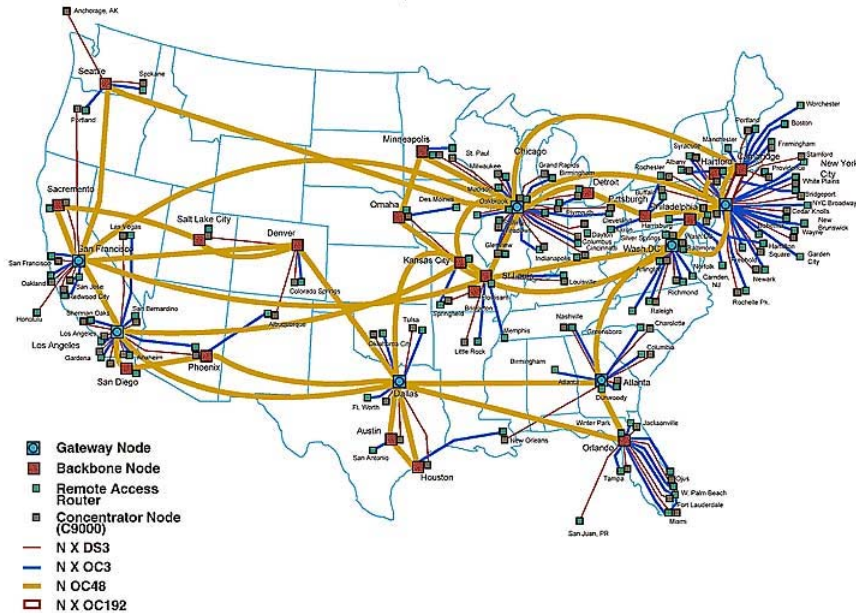 Anchorage, AK
Seattle
Spokane
Portland
Minneapolis
St. Paul
Milwaukee
Madison
Chicago
Grand Rapids
Birmingham
Oakbrook
Detroit
Plymouth
Portland
Manchester
Syracuse
Albany
Rochester
Hartford
Cambridge
Worchester
Boston
Framingham
Stamford
New York
City
Providence
White Plains
Bridgeport
NYC Broadway
Cedar Knolls
New
Brunswick
Wayne
Garden
City
Newark
Rochelle Pk.
Camden,
NJ
Buffalo
Pittsburgh
Philadelphia
Cleveland
Harrisburg
Silver Springs
Wash. DC
Baltimore
Arlington
Norfolk
Richmond
Raleigh
Sacramento
Salt Lake City
Las Vegas
Denver
Omaha
Des Moines
Glenview
Dayton
Columbus
Cincinnati
Indianapolis
San Francisco
San Francisco
Oakland
San Jose
Redwood City
Honolulu
Colorado Springs
Kansas City
St. Louis
Louisville
Springfield
Bridgeton
Memphis
Little Rock
San Bernardino
Sherman Oaks
Los Angeles
Los Angeles
Gardena
Anaheim
San Diego
Phoenix
Albuquerque
Oklahoma City
Tulsa
Nashville
Greensboro
Charolotte
Columbia
Birmingham
Atlanta
Atlanta
Dunwoody
Dallas
Ft. Worth
Austin
San Antonio
Houston
New Orleans
Winter Park
Jacksanville
Orlando
Tampa
Ojus
W. Palm Beach
Fort Lauderdale
Miami
San Juan, PR
Gateway Node
Backbone Node
Remote Access
Router
Concentrator Node
(C9000)
N X DS3
N X OC3
N OC48
N X OC192